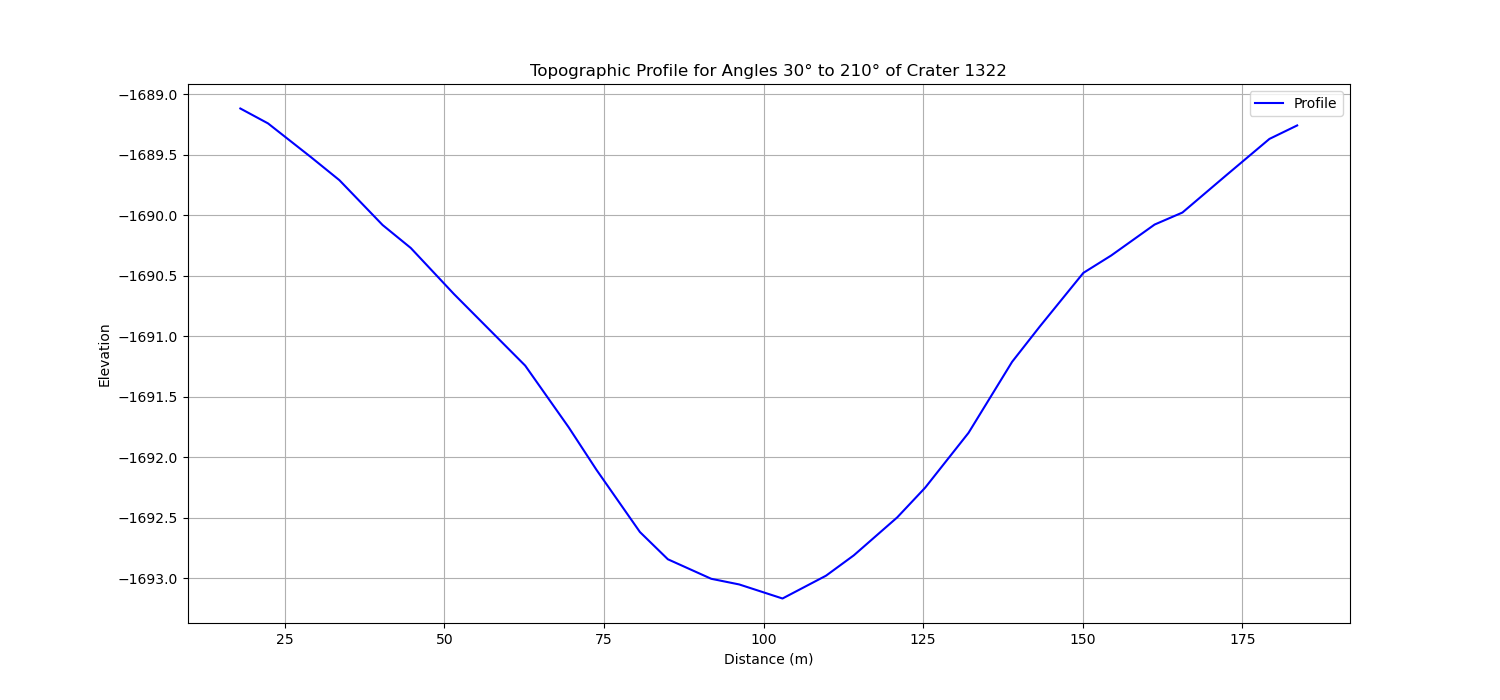 Topographic Profile for Angles 30° to 210° of Crater 1322
Profile
−1689.0
−1689.5
−1690.0
−1690.5
−1691.0
−1691.5
−1692.0
−1692.5
−1693.0
Elevation
25 50 75 100 125 150 175
Distance (m)